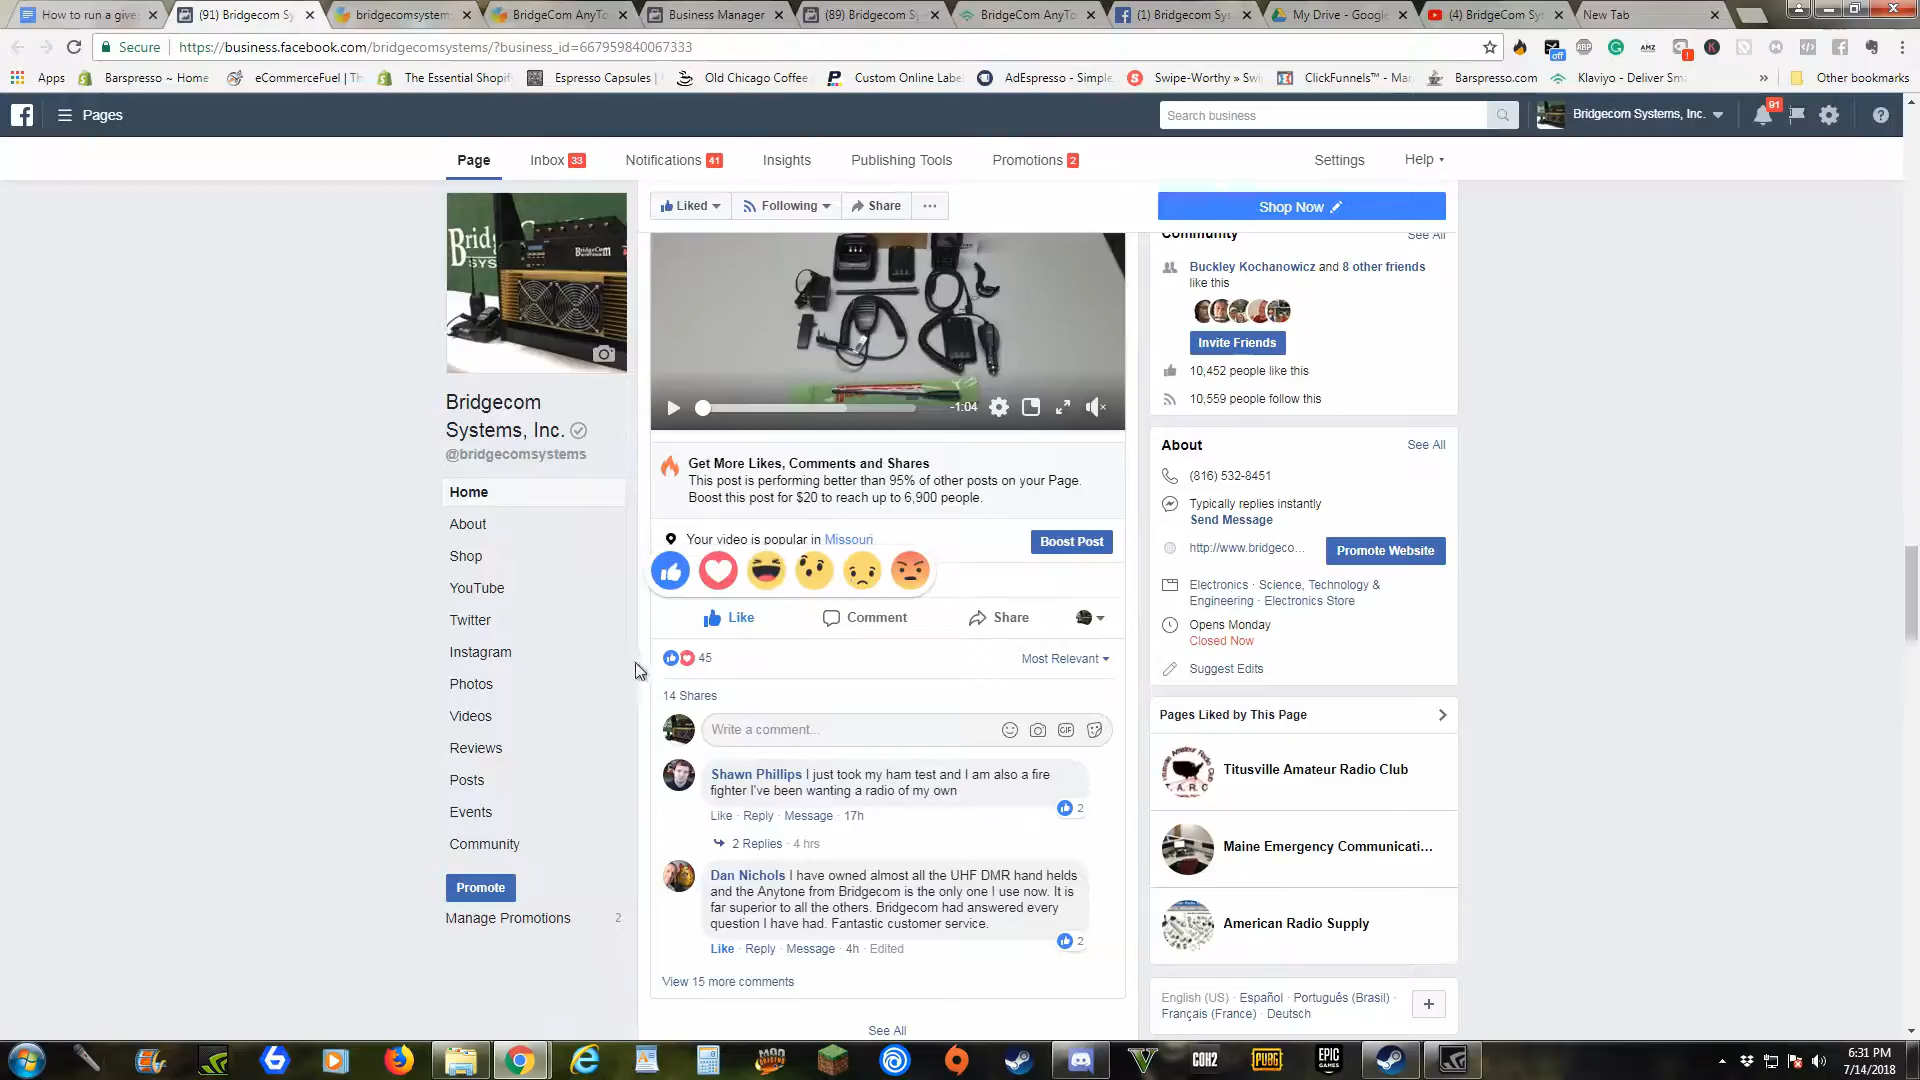 How to run a give
(91) Bridgecom Sy
bridgecomsystem
BridgeCom AnyTo
Business Manager
(89) Bridgecom Sy
BridgeCom AnyTo
(1) Bridgecom Sys
My Drive - Google
(4) BridgeCom Sys
New Tab
Secure
https://business.facebook.com/bridgecomsystems/?business_id=667959840067333
Apps
Barspresso ~ Home
eCommerceFuel | Th
The Essential Shopif
Espresso Capsules |
Old Chicago Coffee
Custom Online Labe
AdEspresso - Simple
Swipe-Worthy » Swi
ClickFunnels™ - Mar
Barspresso.com
Klaviyo - Deliver Sm
»
Other bookmarks
Pages
Search business
Bridgecom Systems, Inc.
91
Page
Inbox 33
Notifications 41
Insights
Publishing Tools
Promotions 2
Settings
Help
Liked
Following
Share
Shop Now
Bridgecom
Systems, Inc.
@bridgecomsystems
Home
About
Shop
YouTube
Twitter
Instagram
Photos
Videos
Reviews
Posts
Events
Community
Promote
Manage Promotions 2
-1:04
Get More Likes, Comments and Shares
This post is performing better than 95% of other posts on your Page.
Boost this post for $20 to reach up to 6,900 people.
Your video is popular in Missouri
Boost Post
Like
Comment
Share
45
Most Relevant
14 Shares
Write a comment...
GIF
Shawn Phillips I just took my ham test and I am also a fire
fighter I've been wanting a radio of my own
2
Like · Reply · Message · 17h
2 Replies · 4 hrs
Dan Nichols I have owned almost all the UHF DMR hand helds
and the Anytone from Bridgecom is the only one I use now. It is
far superior to all the others. Bridgecom had answered every
question I have had. Fantastic customer service.
2
Like · Reply · Message · 4h · Edited
View 15 more comments
See All
Community
See All
Buckley Kochanowicz and 8 other friends
like this
Invite Friends
10,452 people like this
10,559 people follow this
About
See All
(816) 532-8451
Typically replies instantly
Send Message
http://www.bridgeco...
Promote Website
Electronics · Science, Technology &
Engineering · Electronics Store
Opens Monday
Closed Now
Suggest Edits
Pages Liked by This Page
Titusville Amateur Radio Club
Maine Emergency Communicati...
American Radio Supply
English (US) · Español · Português (Brasil) ·
Français (France) · Deutsch
+
6:31 PM
7/14/2018